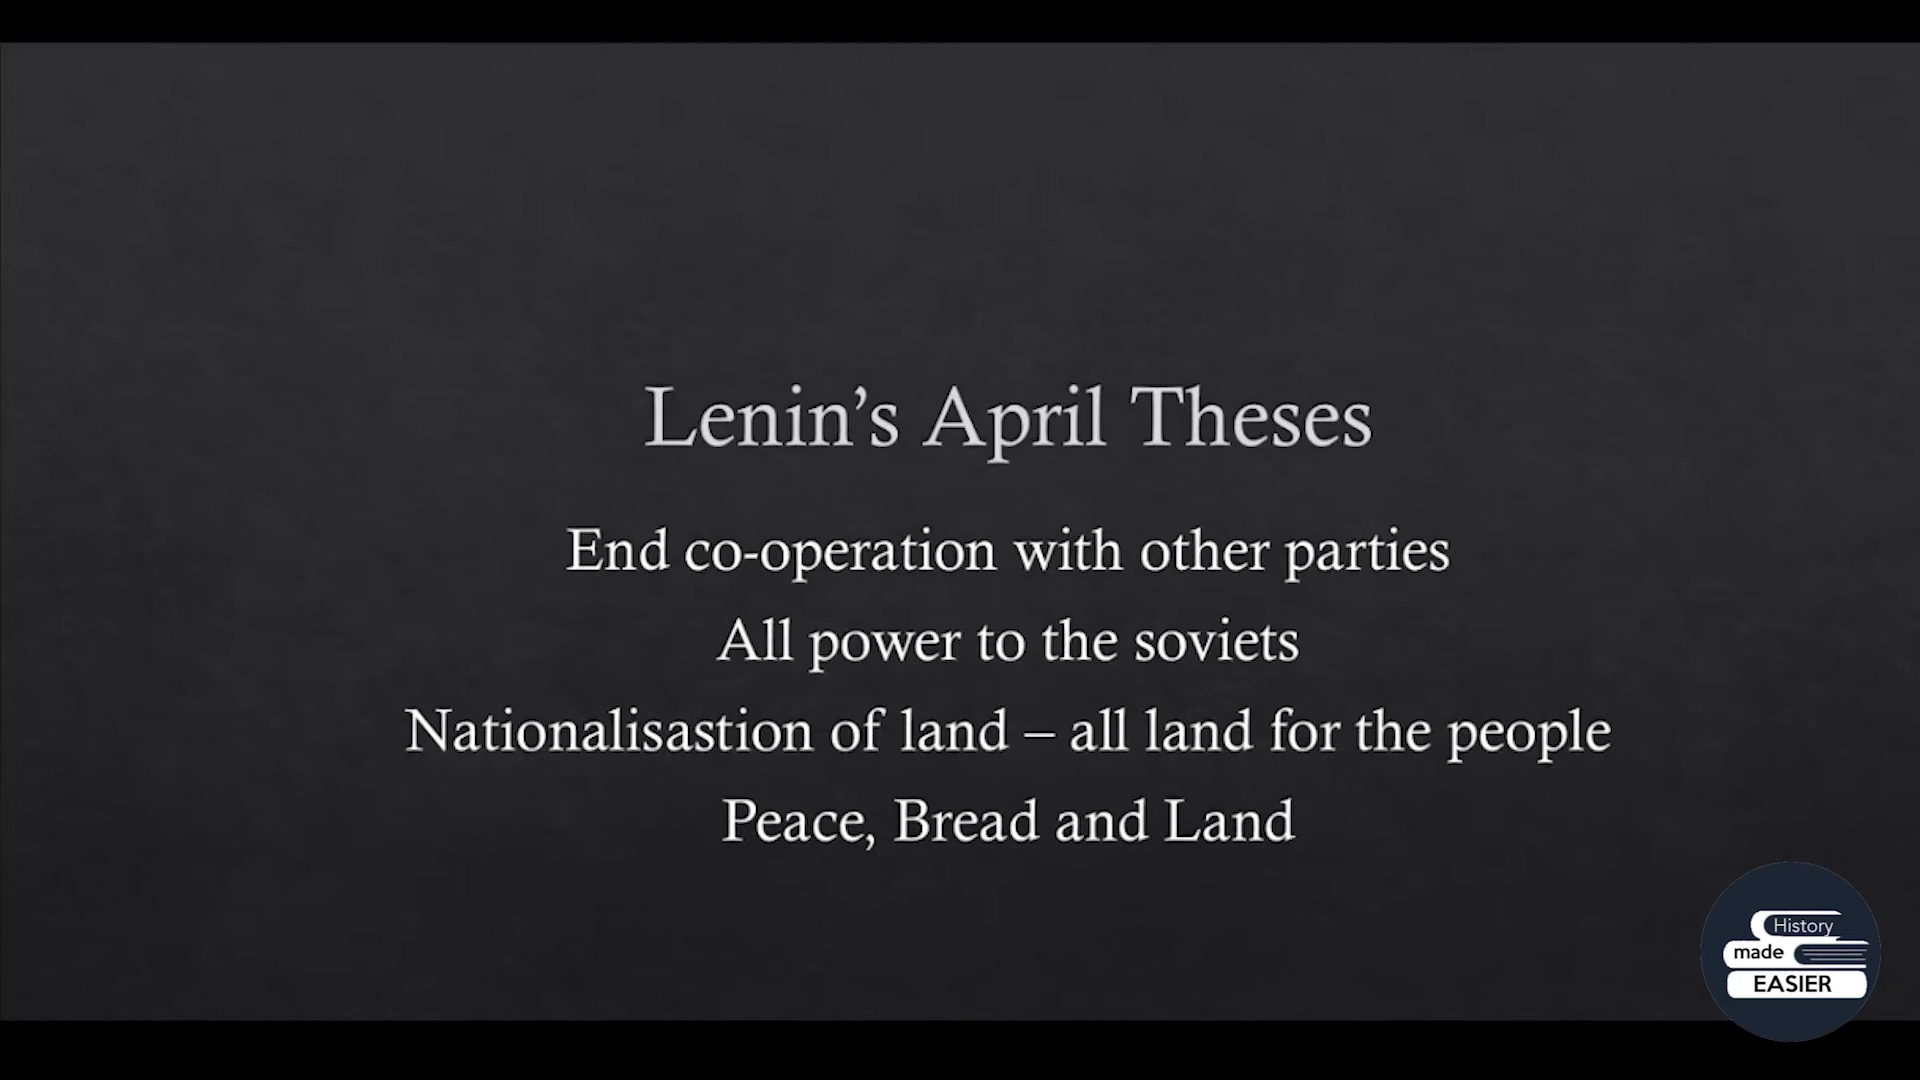 Lenin’s April Theses
End co-operation with other parties
All power to the soviets
Nationalisastion of land – all land for the people
Peace, Bread and Land
History
made
EASIER